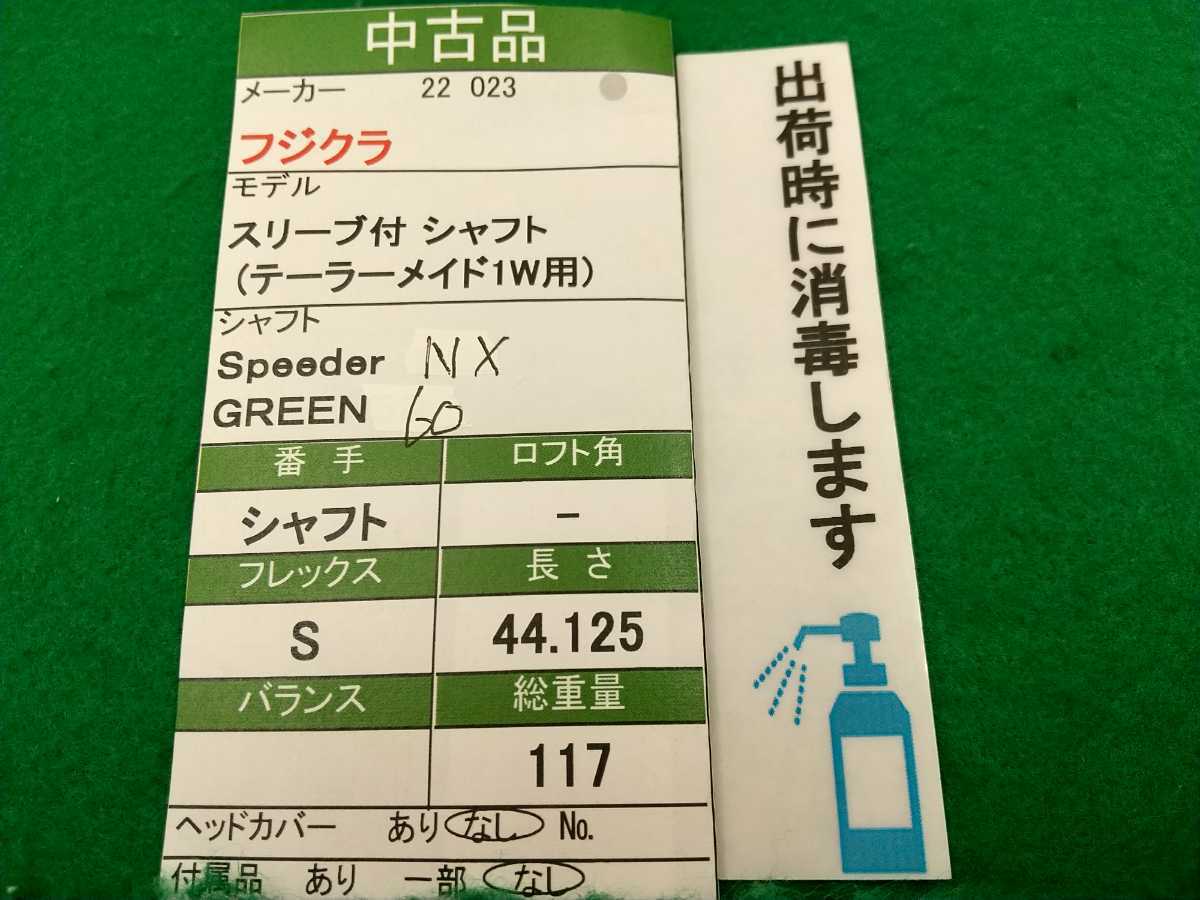 中古品
メーカー 22 023
フジクラ
モデル
スリーブ付 シャフト
(テーラーメイド1W用)
シャフト
Speeder NX
GREEN 60
番 手 ロフト角
シャフト －
フレックス 長 さ
S 44.125
バランス 総重量
117
ヘッドカバー あり なし No.
付属品 あり 一部 なし
出荷時に消毒します